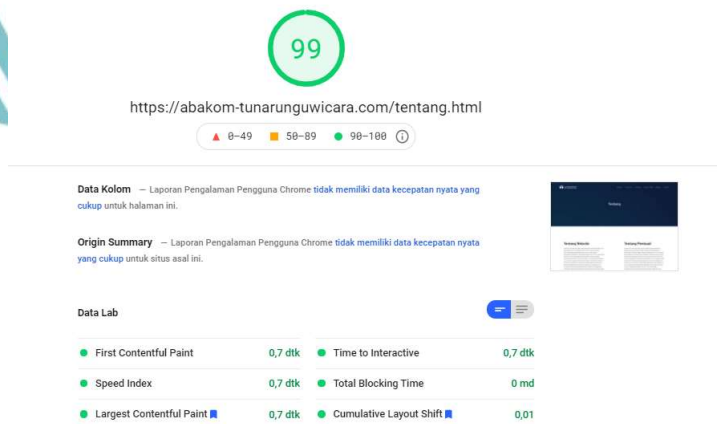 99
https://abakom-tunarunguwicara.com/tentang.html
0–49 50–89 90–100
Data Kolom — Laporan Pengalaman Pengguna Chrome tidak memiliki data kecepatan nyata yang
cukup untuk halaman ini.
Origin Summary — Laporan Pengalaman Pengguna Chrome tidak memiliki data kecepatan nyata
yang cukup untuk situs asal ini.
Tentang
Tentang Website Tentang Pembuat
Data Lab
First Contentful Paint 0,7 dtk Time to Interactive 0,7 dtk
Speed Index 0,7 dtk Total Blocking Time 0 md
Largest Contentful Paint 0,7 dtk Cumulative Layout Shift 0,01